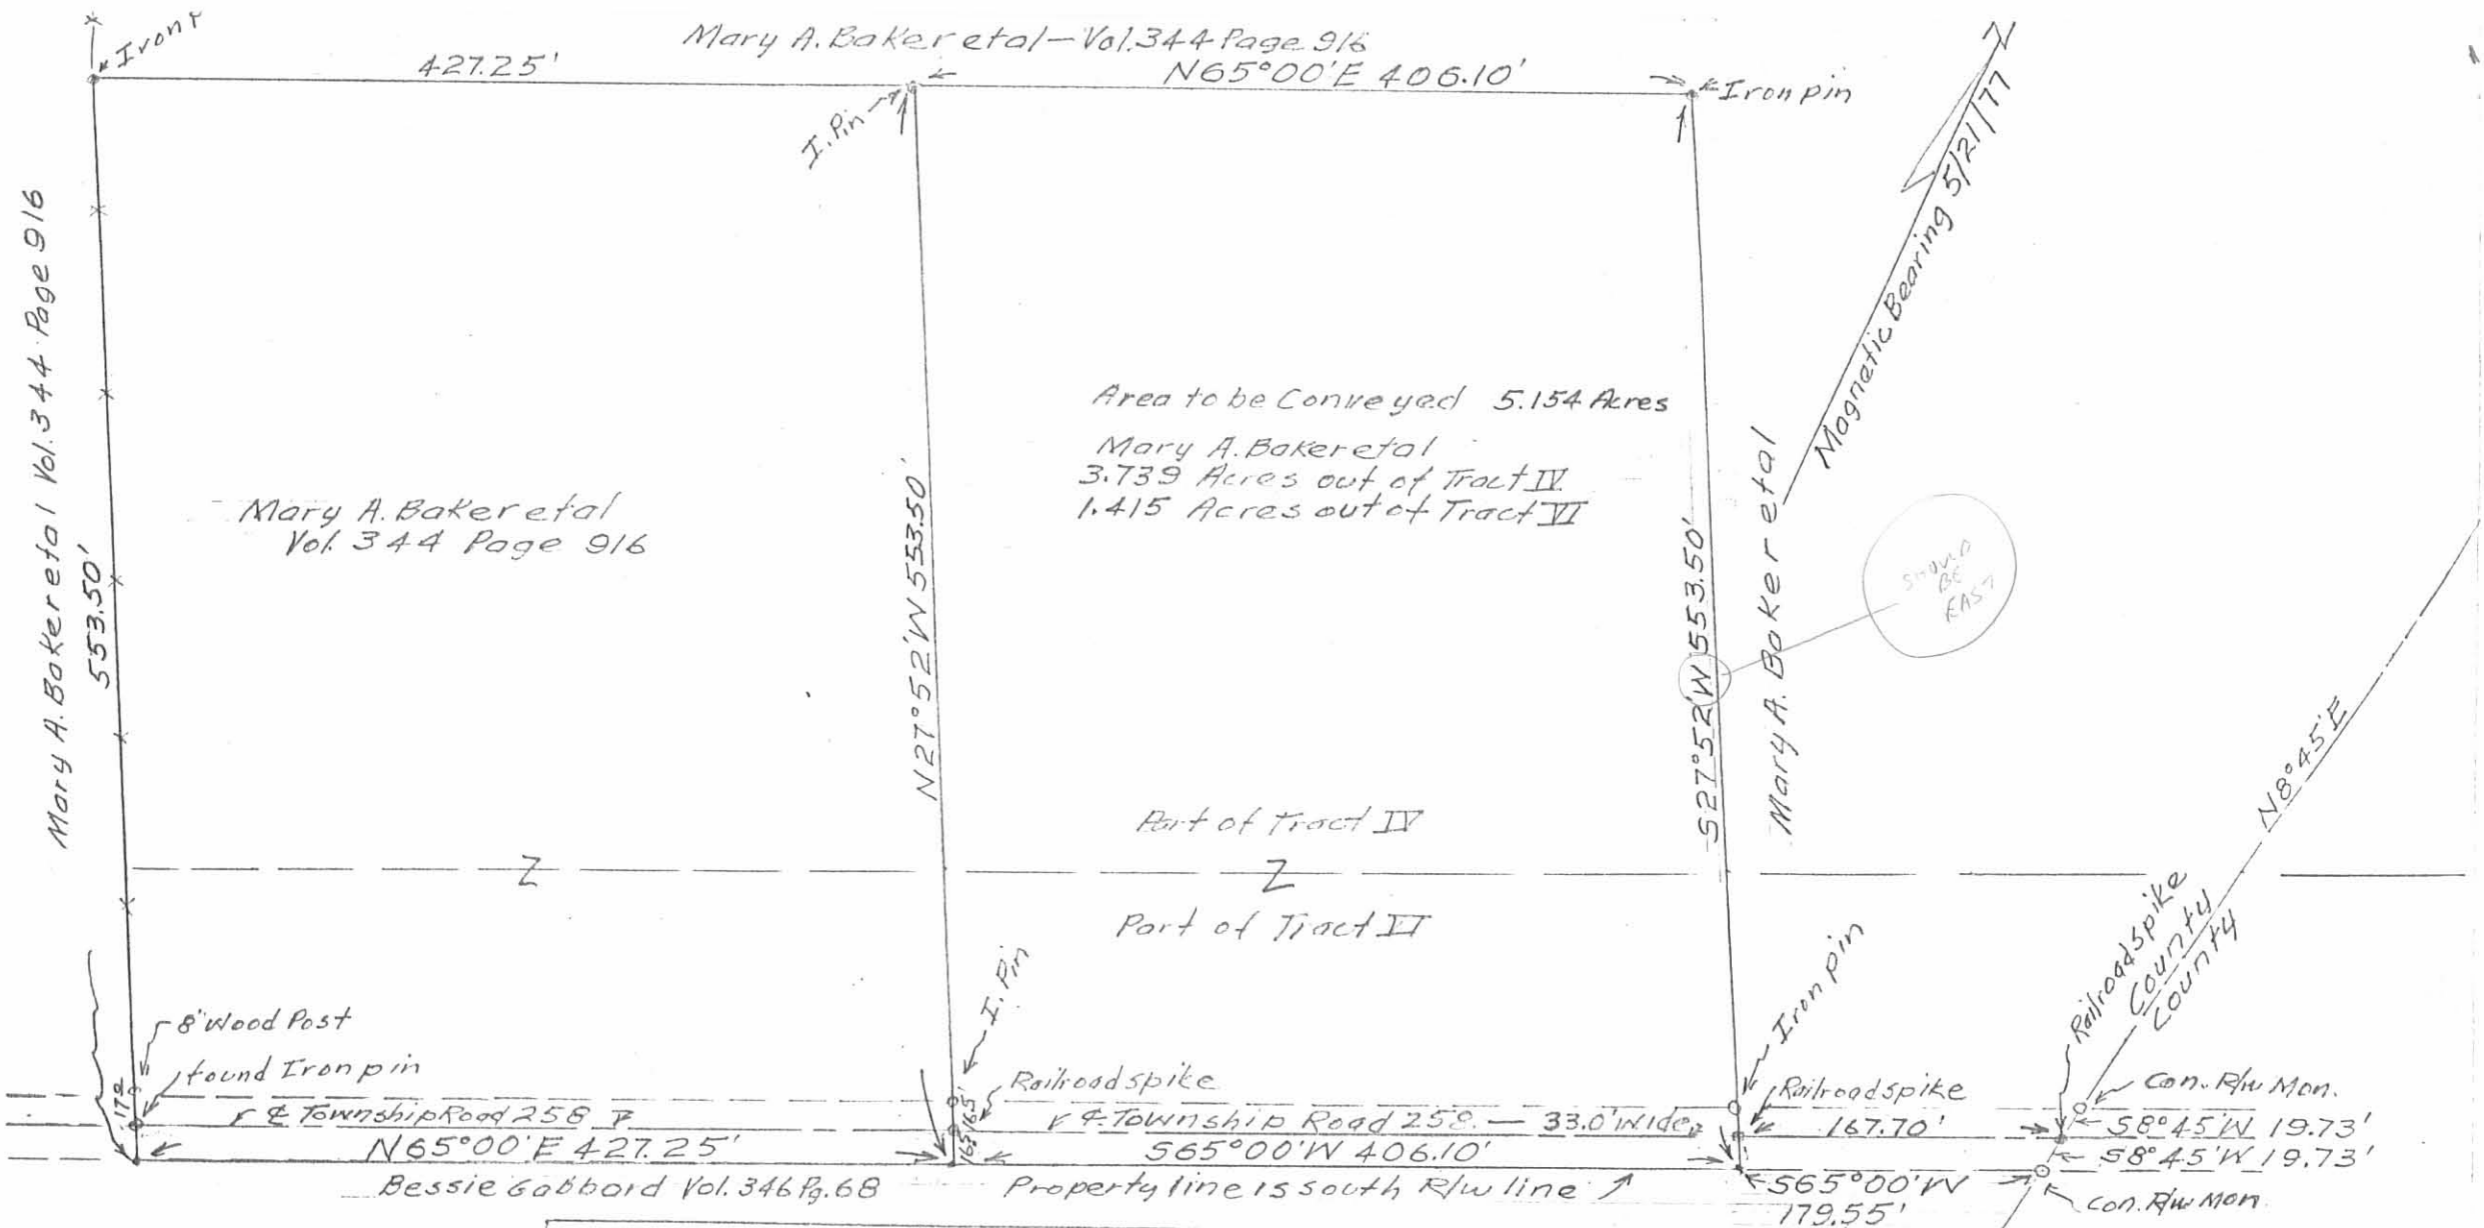 Mary A. Baker etal — Vol. 344 Page 916
Iron
427.25'
N65°00'E 406.10'
Iron pin
I. Pin
N
Magnetic Bearing 5/21/77
Mary A. Baker etal Vol. 344 Page 916
553.50'
Mary A. Baker etal
Vol. 344 Page 916
N27°52'W 553.50'
Area to be Conveyed 5.154 Acres
Mary A. Baker etal
3.739 Acres out of Tract IV
1.415 Acres out of Tract VI
S27°52'W 553.50'
Mary A. Baker etal
SHOULD
BE
EAST
N8°45'E
Part of Tract IV
Z
Z
Part of Tract VI
8" Wood Post
found Iron pin
I. Pin
Railroad spike
Iron pin
Railroad spike
Railroad spike
County
County
Con. R/W Mon.
17.2
℄ Township Road 258
16.5'
16.5
℄ Township Road 258 — 33.0' wide
167.70'
S8°45'W 19.73'
N65°00'E 427.25'
S65°00'W 406.10'
S8°45'W 19.73'
Bessie Gabbard Vol. 346 Pg. 68
Property line is south R/W line
S65°00'W
179.55'
Con. R/W Mon.